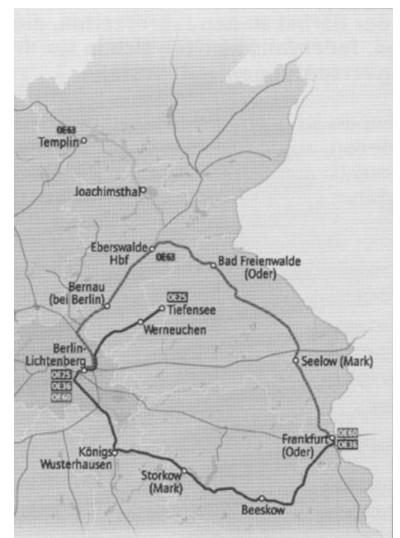 OE63
Templin
Joachimsthal
Eberswalde
Hbf
OE63
Bad Freienwalde
(Oder)
Bernau
(bei Berlin)
OE25
Tiefensee
Werneuchen
Berlin-
Lichtenberg
OE25
OE36
OE60
Seelow (Mark)
Frankfurt
(Oder)
OE60
OE36
Königs
Wusterhausen
Storkow
(Mark)
Beeskow